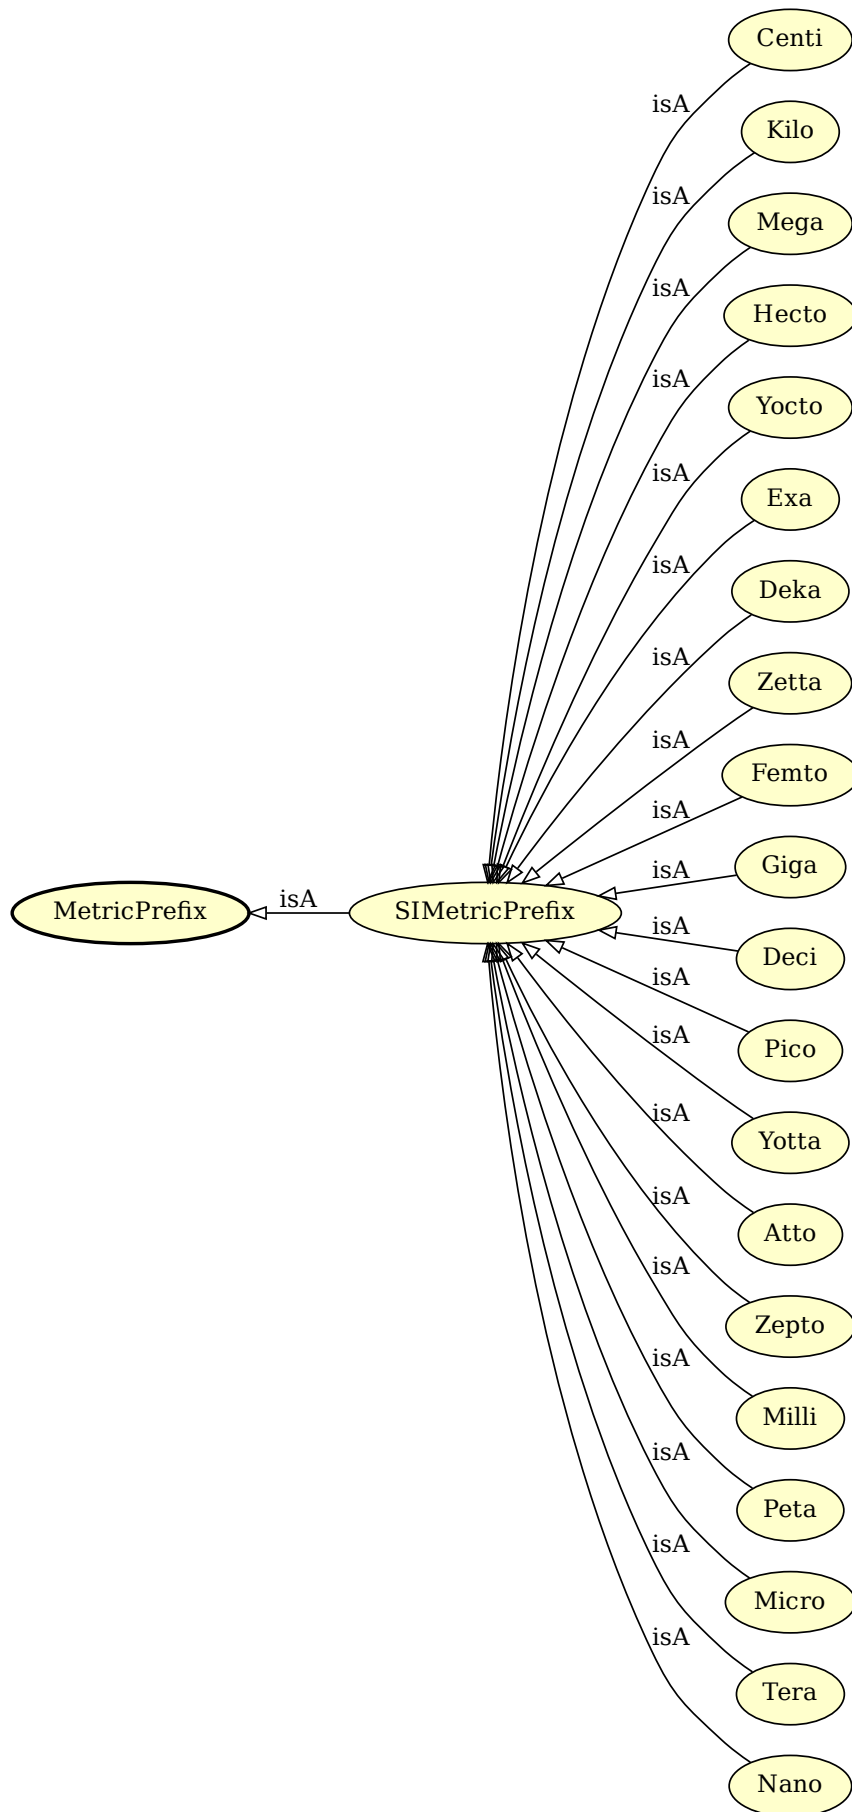 Centi
isA
Kilo
isA
Mega
isA
Hecto
isA
Yocto
isA
Exa
isA
Deka
isA
Zetta
isA
Femto
isA
Giga
isA
MetricPrefix isA SIMetricPrefix
isA
Deci
isA
Pico
isA
Yotta
isA
Atto
isA
Zepto
isA
Milli
isA
Peta
isA
Micro
isA
Tera
isA
Nano